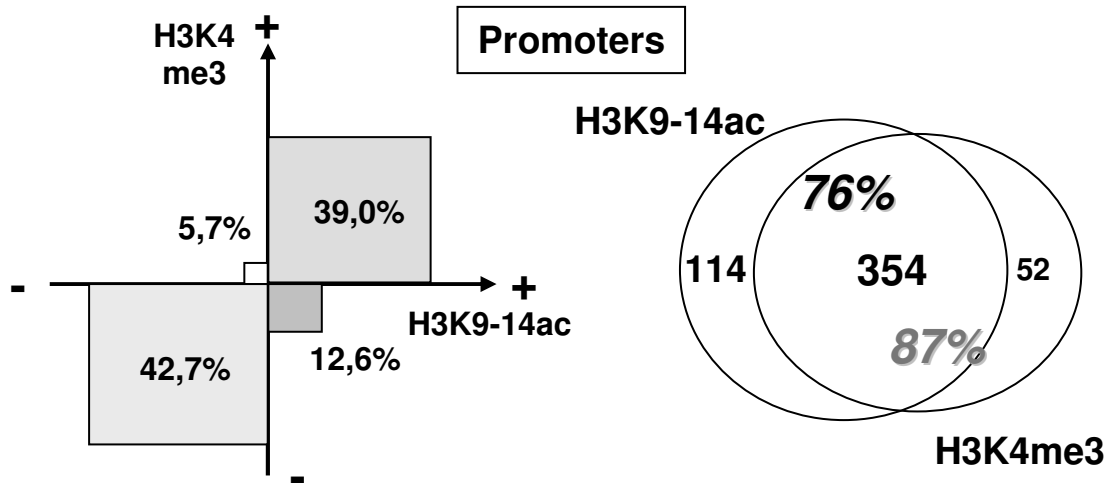 Promoters
H3K4
me3
+
39,0%
5,7%
-
+
H3K9-14ac
12,6%
42,7%
-
H3K9-14ac
76%
114
354
52
87%
H3K4me3